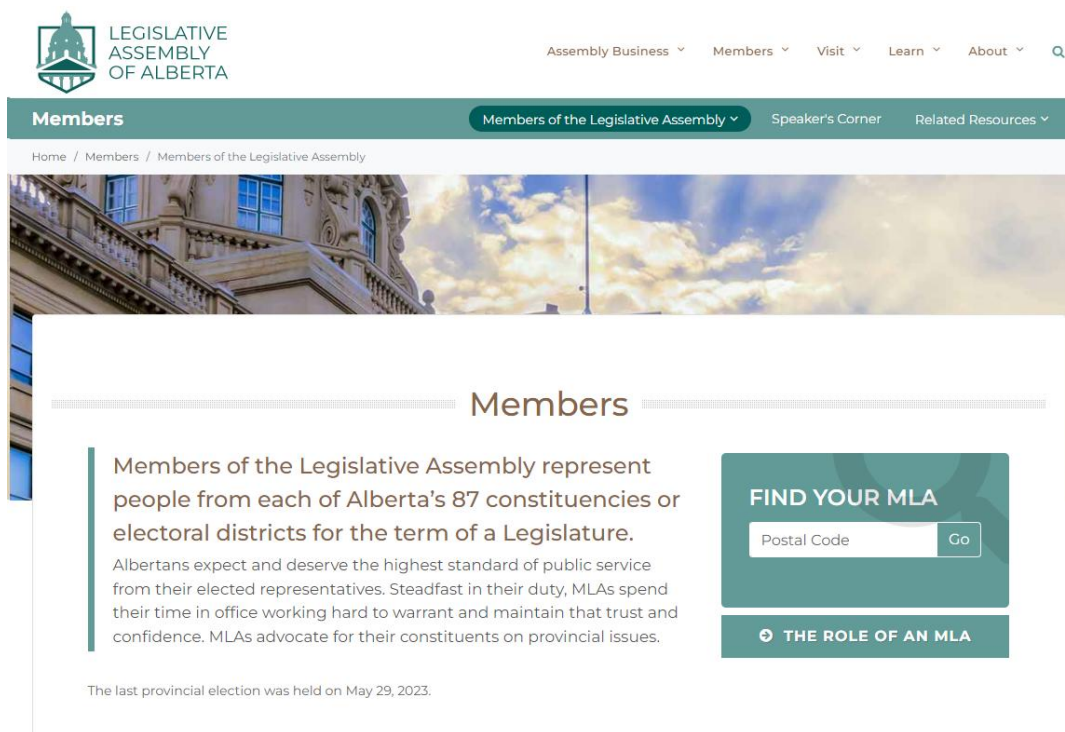 LEGISLATIVE
ASSEMBLY
OF ALBERTA
Assembly Business Members Visit Learn About
Members
Members of the Legislative Assembly Speaker's Corner Related Resources
Home / Members / Members of the Legislative Assembly
Members
Members of the Legislative Assembly represent
people from each of Alberta's 87 constituencies or
electoral districts for the term of a Legislature.
Albertans expect and deserve the highest standard of public service
from their elected representatives. Steadfast in their duty, MLAs spend
their time in office working hard to warrant and maintain that trust and
confidence. MLAs advocate for their constituents on provincial issues.
FIND YOUR MLA
Postal Code Go
THE ROLE OF AN MLA
The last provincial election was held on May 29, 2023.